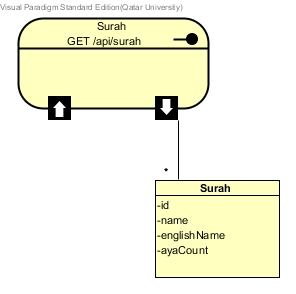 Visual Paradigm Standard Edition(Qatar University)
Surah
GET /api/surah
*
Surah
-id
-name
-englishName
-ayaCount